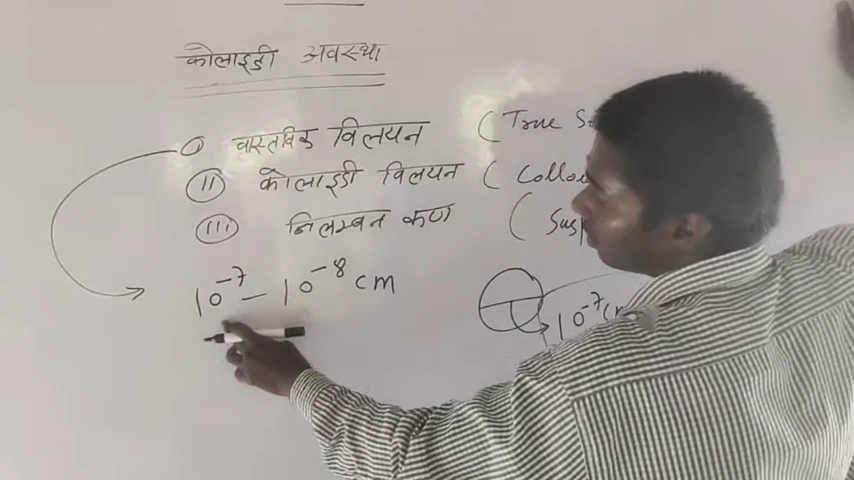 कोलाइडी अवस्था
① वास्तविक विलयन (True S
(ii) कोलाइडी विलयन (Collo
(iii) निलम्बन कण (Susp
10⁻⁷ – 10⁻⁸ cm
10⁻⁷ c